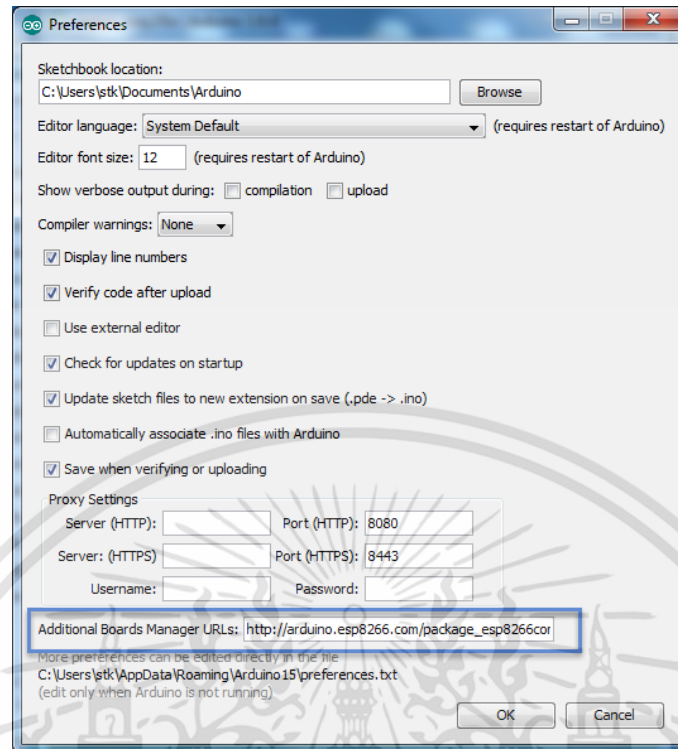 Preferences
Sketchbook location:
C:\Users\stk\Documents\Arduino Browse
Editor language: System Default (requires restart of Arduino)
Editor font size: 12 (requires restart of Arduino)
Show verbose output during: compilation upload
Compiler warnings: None
Display line numbers
Verify code after upload
Use external editor
Check for updates on startup
Update sketch files to new extension on save (.pde -> .ino)
Automatically associate .ino files with Arduino
Save when verifying or uploading
Proxy Settings
Server (HTTP): Port (HTTP): 8080
Server: (HTTPS) Port (HTTPS): 8443
Username: Password:
Additional Boards Manager URLs: http://arduino.esp8266.com/package_esp8266cor
More preferences can be edited directly in the file
C:\Users\stk\AppData\Roaming\Arduino15\preferences.txt
(edit only when Arduino is not running)
OK Cancel